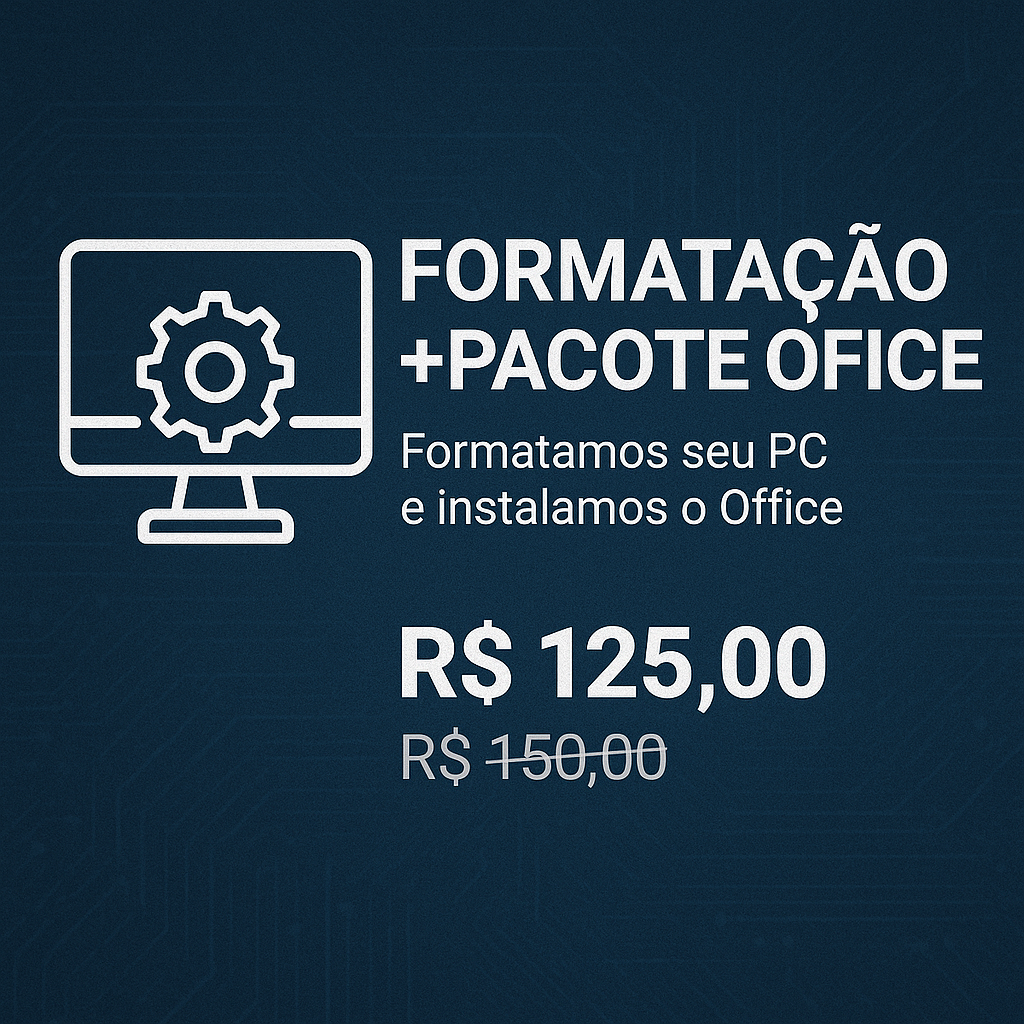 FORMATAÇÃO
+PACOTE OFICE
Formatamos seu PC
e instalamos o Office
R$ 125,00
R$ 150,00